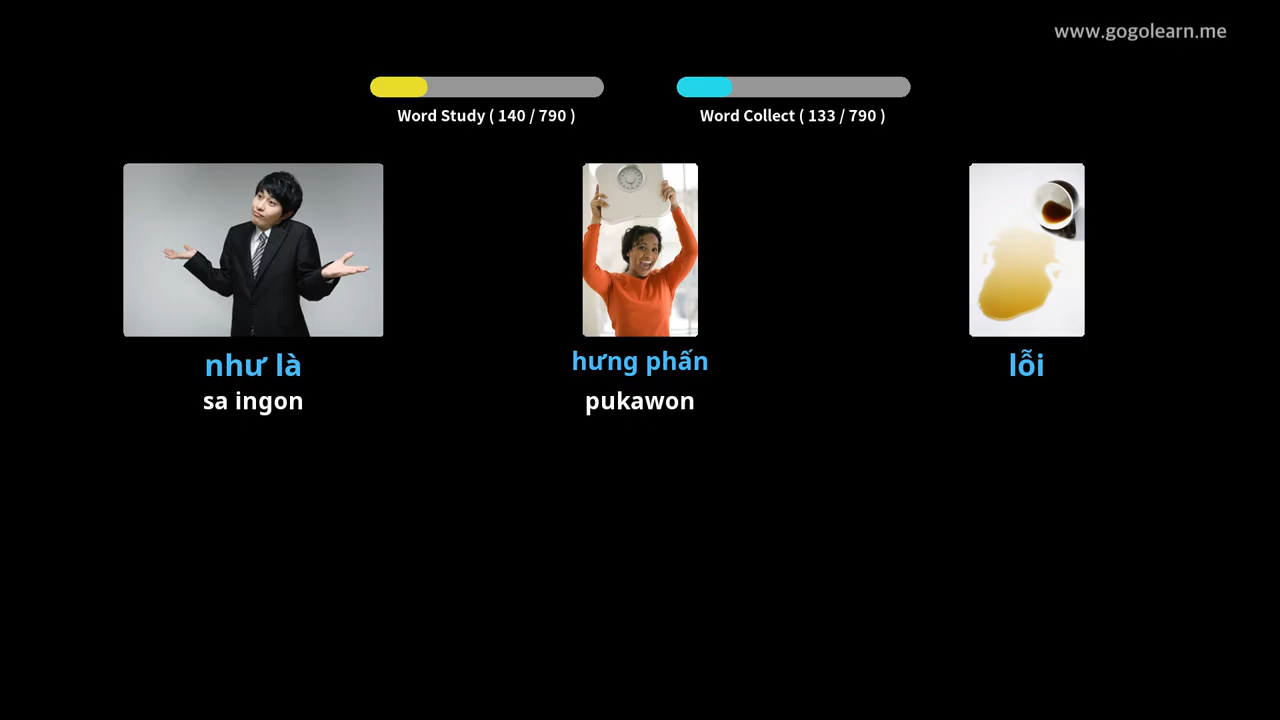 www.gogolearn.me
Word Study ( 140 / 790 )
Word Collect ( 133 / 790 )
như là
sa ingon
hưng phấn
pukawon
lỗi